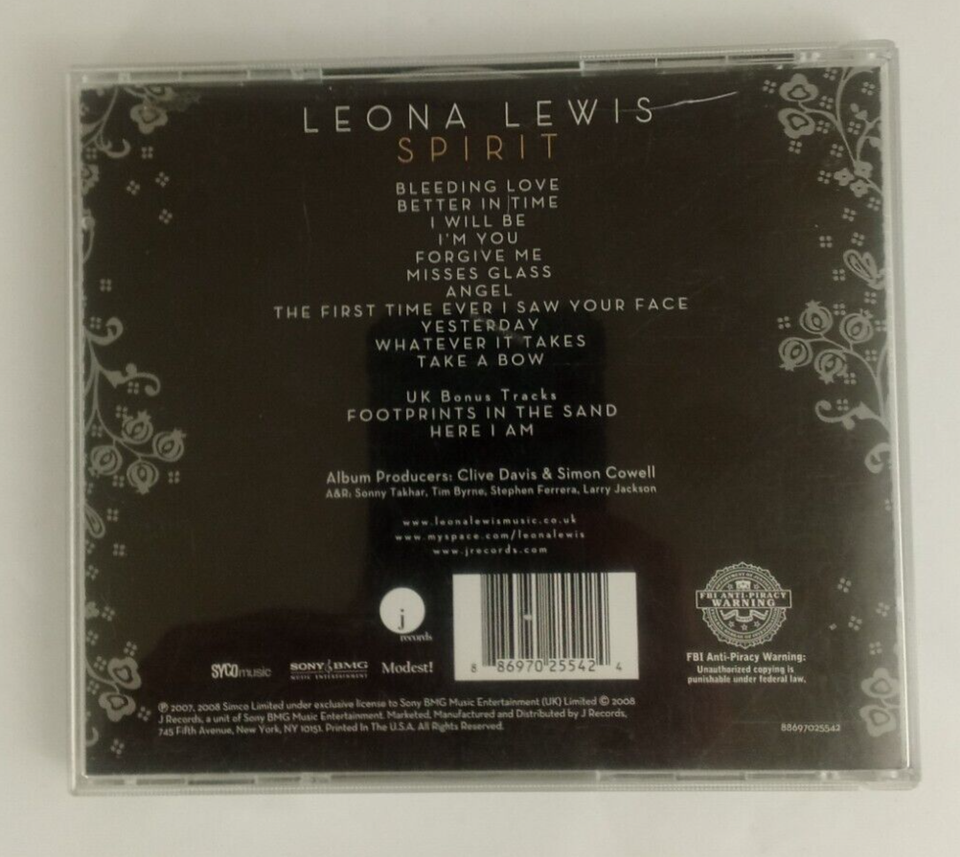 LEONA LEWIS
SPIRIT
BLEEDING LOVE
BETTER IN TIME
I WILL BE
I'M YOU
FORGIVE ME
MISSES GLASS
ANGEL
THE FIRST TIME EVER I SAW YOUR FACE
YESTERDAY
WHATEVER IT TAKES
TAKE A BOW
UK Bonus Tracks
FOOTPRINTS IN THE SAND
HERE I AM
Album Producers: Clive Davis & Simon Cowell
A&R: Sonny Takhar, Tim Byrne, Stephen Ferrera, Larry Jackson
www.leonalewismusic.co.uk
www.myspace.com/leonalewis
www.jrecords.com
j
records
SYCOmusic
SONY BMG
MUSIC ENTERTAINMENT
Modest!
8 86970 25542 4
FBI ANTI-PIRACY
WARNING
FBI Anti-Piracy Warning:
Unauthorized copying is
punishable under federal law.
℗ 2007, 2008 Simco Limited under exclusive license to Sony BMG Music Entertainment (UK) Limited © 2008
J Records, a unit of Sony BMG Music Entertainment. Marketed, Manufactured and Distributed by J Records,
745 Fifth Avenue, New York, NY 10151. Printed In The U.S.A. All Rights Reserved.
88697025542